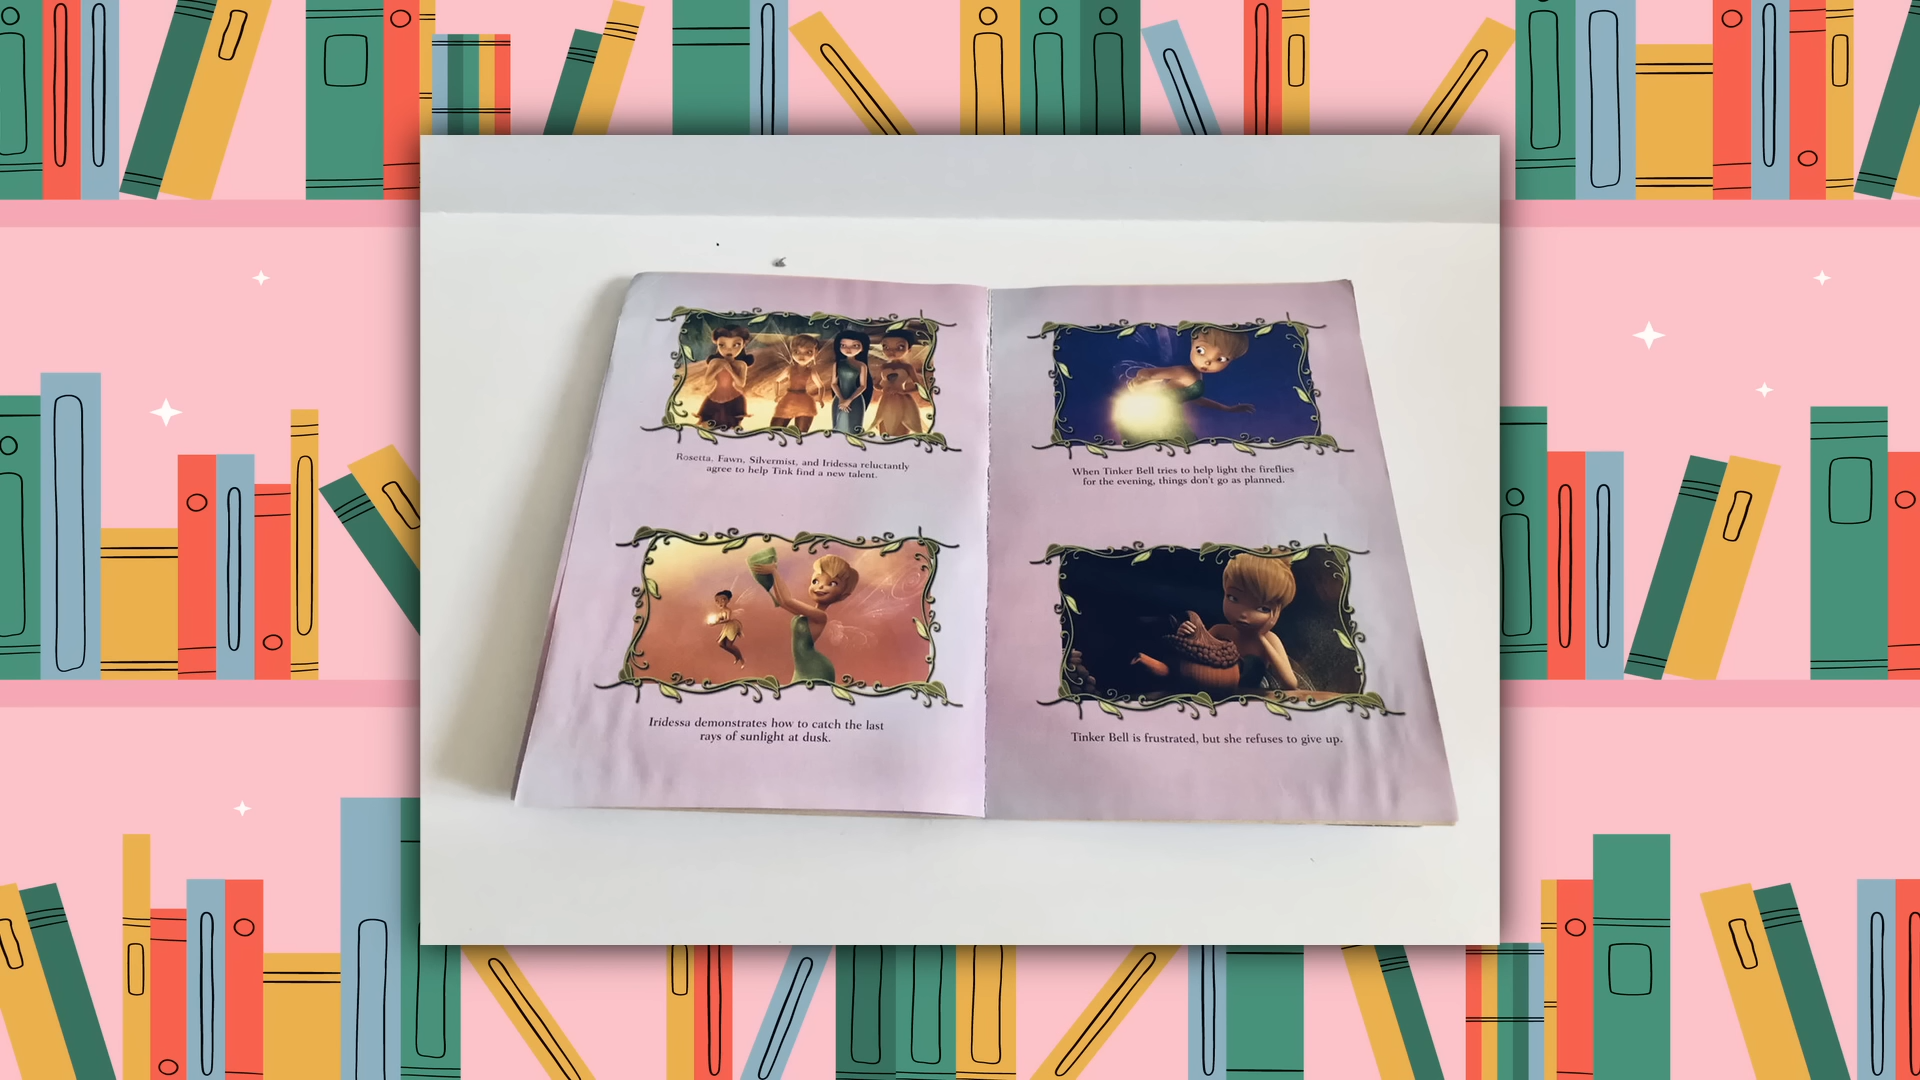 Rosetta, Fawn, Silvermist, and Iridessa reluctantly
agree to help Tink find a new talent.
Iridessa demonstrates how to catch the last
rays of sunlight at dusk.
When Tinker Bell tries to help light the fireflies
for the evening, things don't go as planned.
Tinker Bell is frustrated, but she refuses to give up.